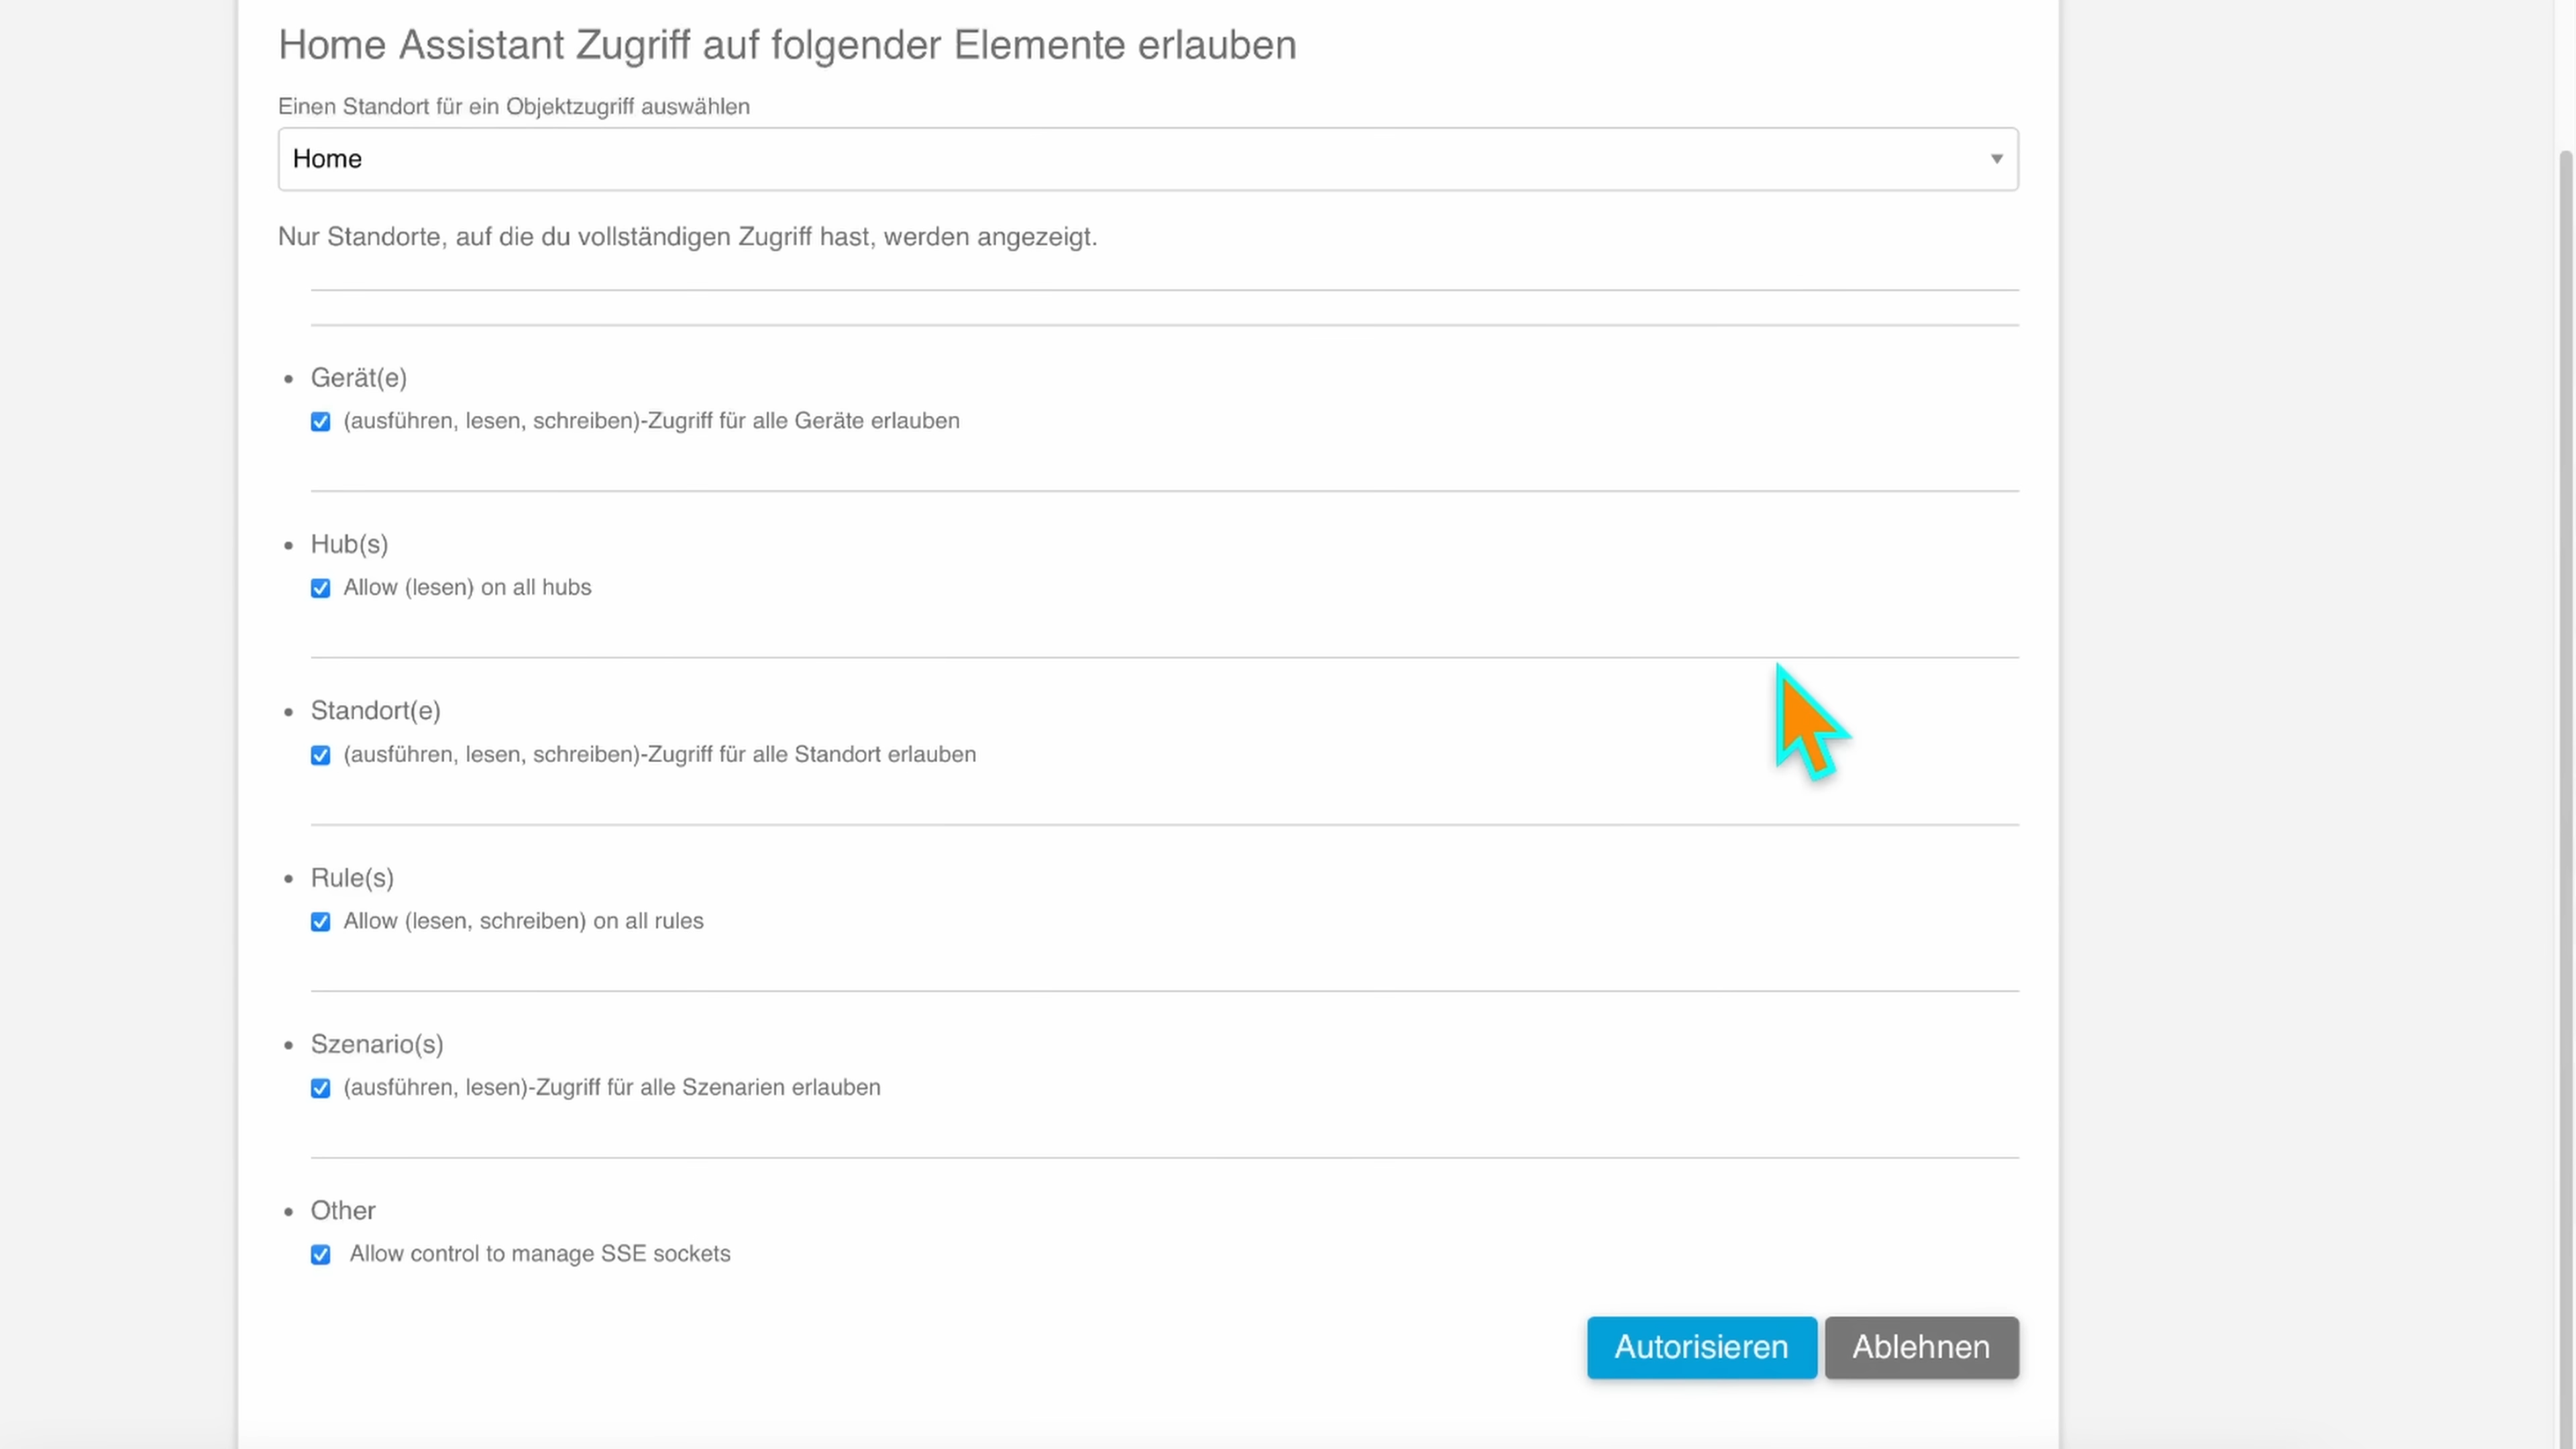 Home Assistant Zugriff auf folgender Elemente erlauben
Einen Standort für ein Objektzugriff auswählen
Home
Nur Standorte, auf die du vollständigen Zugriff hast, werden angezeigt.
Gerät(e)
(ausführen, lesen, schreiben)-Zugriff für alle Geräte erlauben
Hub(s)
Allow (lesen) on all hubs
Standort(e)
(ausführen, lesen, schreiben)-Zugriff für alle Standort erlauben
Rule(s)
Allow (lesen, schreiben) on all rules
Szenario(s)
(ausführen, lesen)-Zugriff für alle Szenarien erlauben
Other
Allow control to manage SSE sockets
Autorisieren Ablehnen